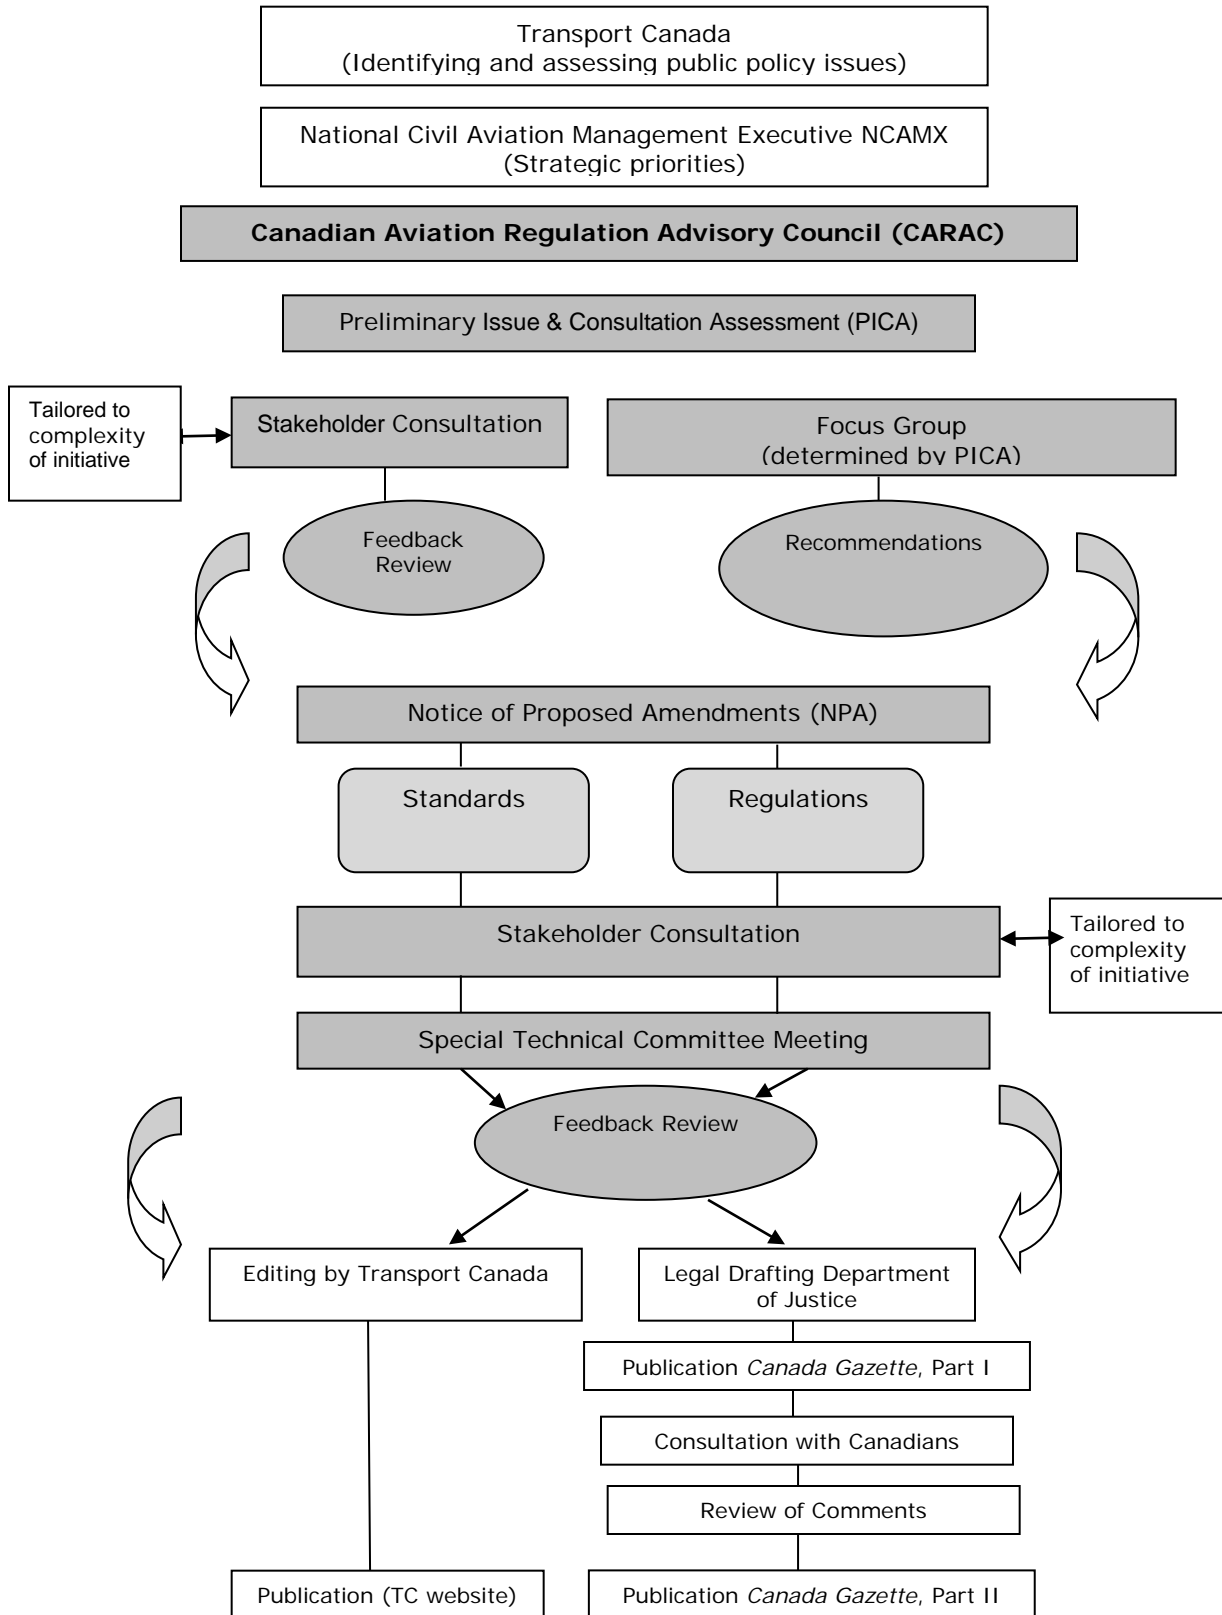 Transport Canada
(Identifying and assessing public policy issues)
National Civil Aviation Management Executive NCAMX
(Strategic priorities)
Canadian Aviation Regulation Advisory Council (CARAC)
Preliminary Issue & Consultation Assessment (PICA)
Tailored to
complexity
of initiative
Stakeholder Consultation
Focus Group
(determined by PICA)
Feedback
Review
Recommendations
Notice of Proposed Amendments (NPA)
Standards
Regulations
Stakeholder Consultation
Tailored to
complexity
of initiative
Special Technical Committee Meeting
Feedback Review
Editing by Transport Canada
Legal Drafting Department
of Justice
Publication Canada Gazette, Part I
Consultation with Canadians
Review of Comments
Publication (TC website)
Publication Canada Gazette, Part II